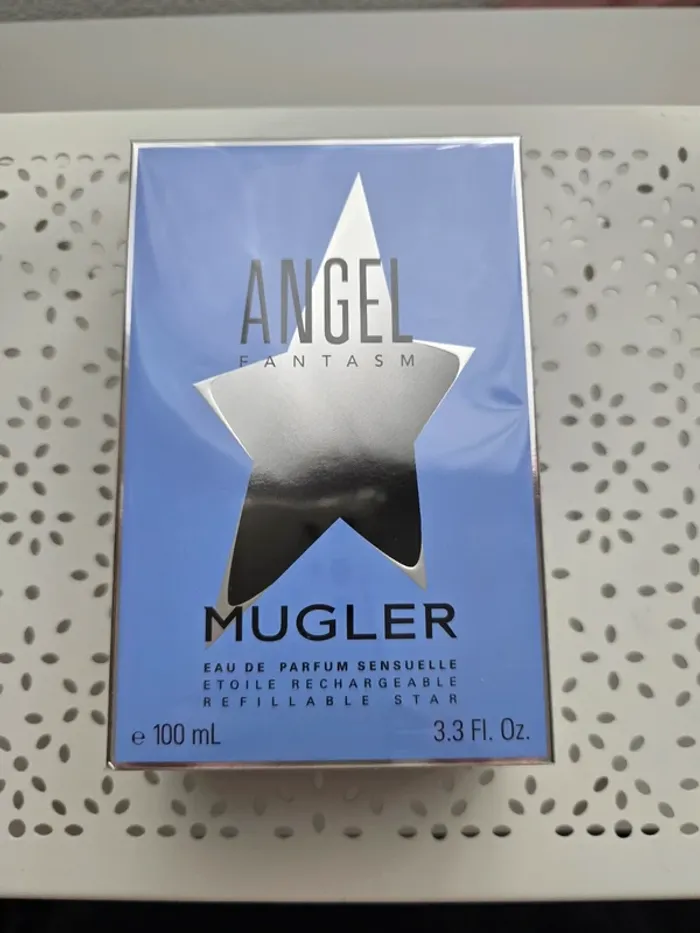 ANGEL
FANTASM
MUGLER
EAU DE PARFUM SENSUELLE
ETOILE RECHARGEABLE
REFILLABLE STAR
e 100 mL 3.3 Fl. Oz.